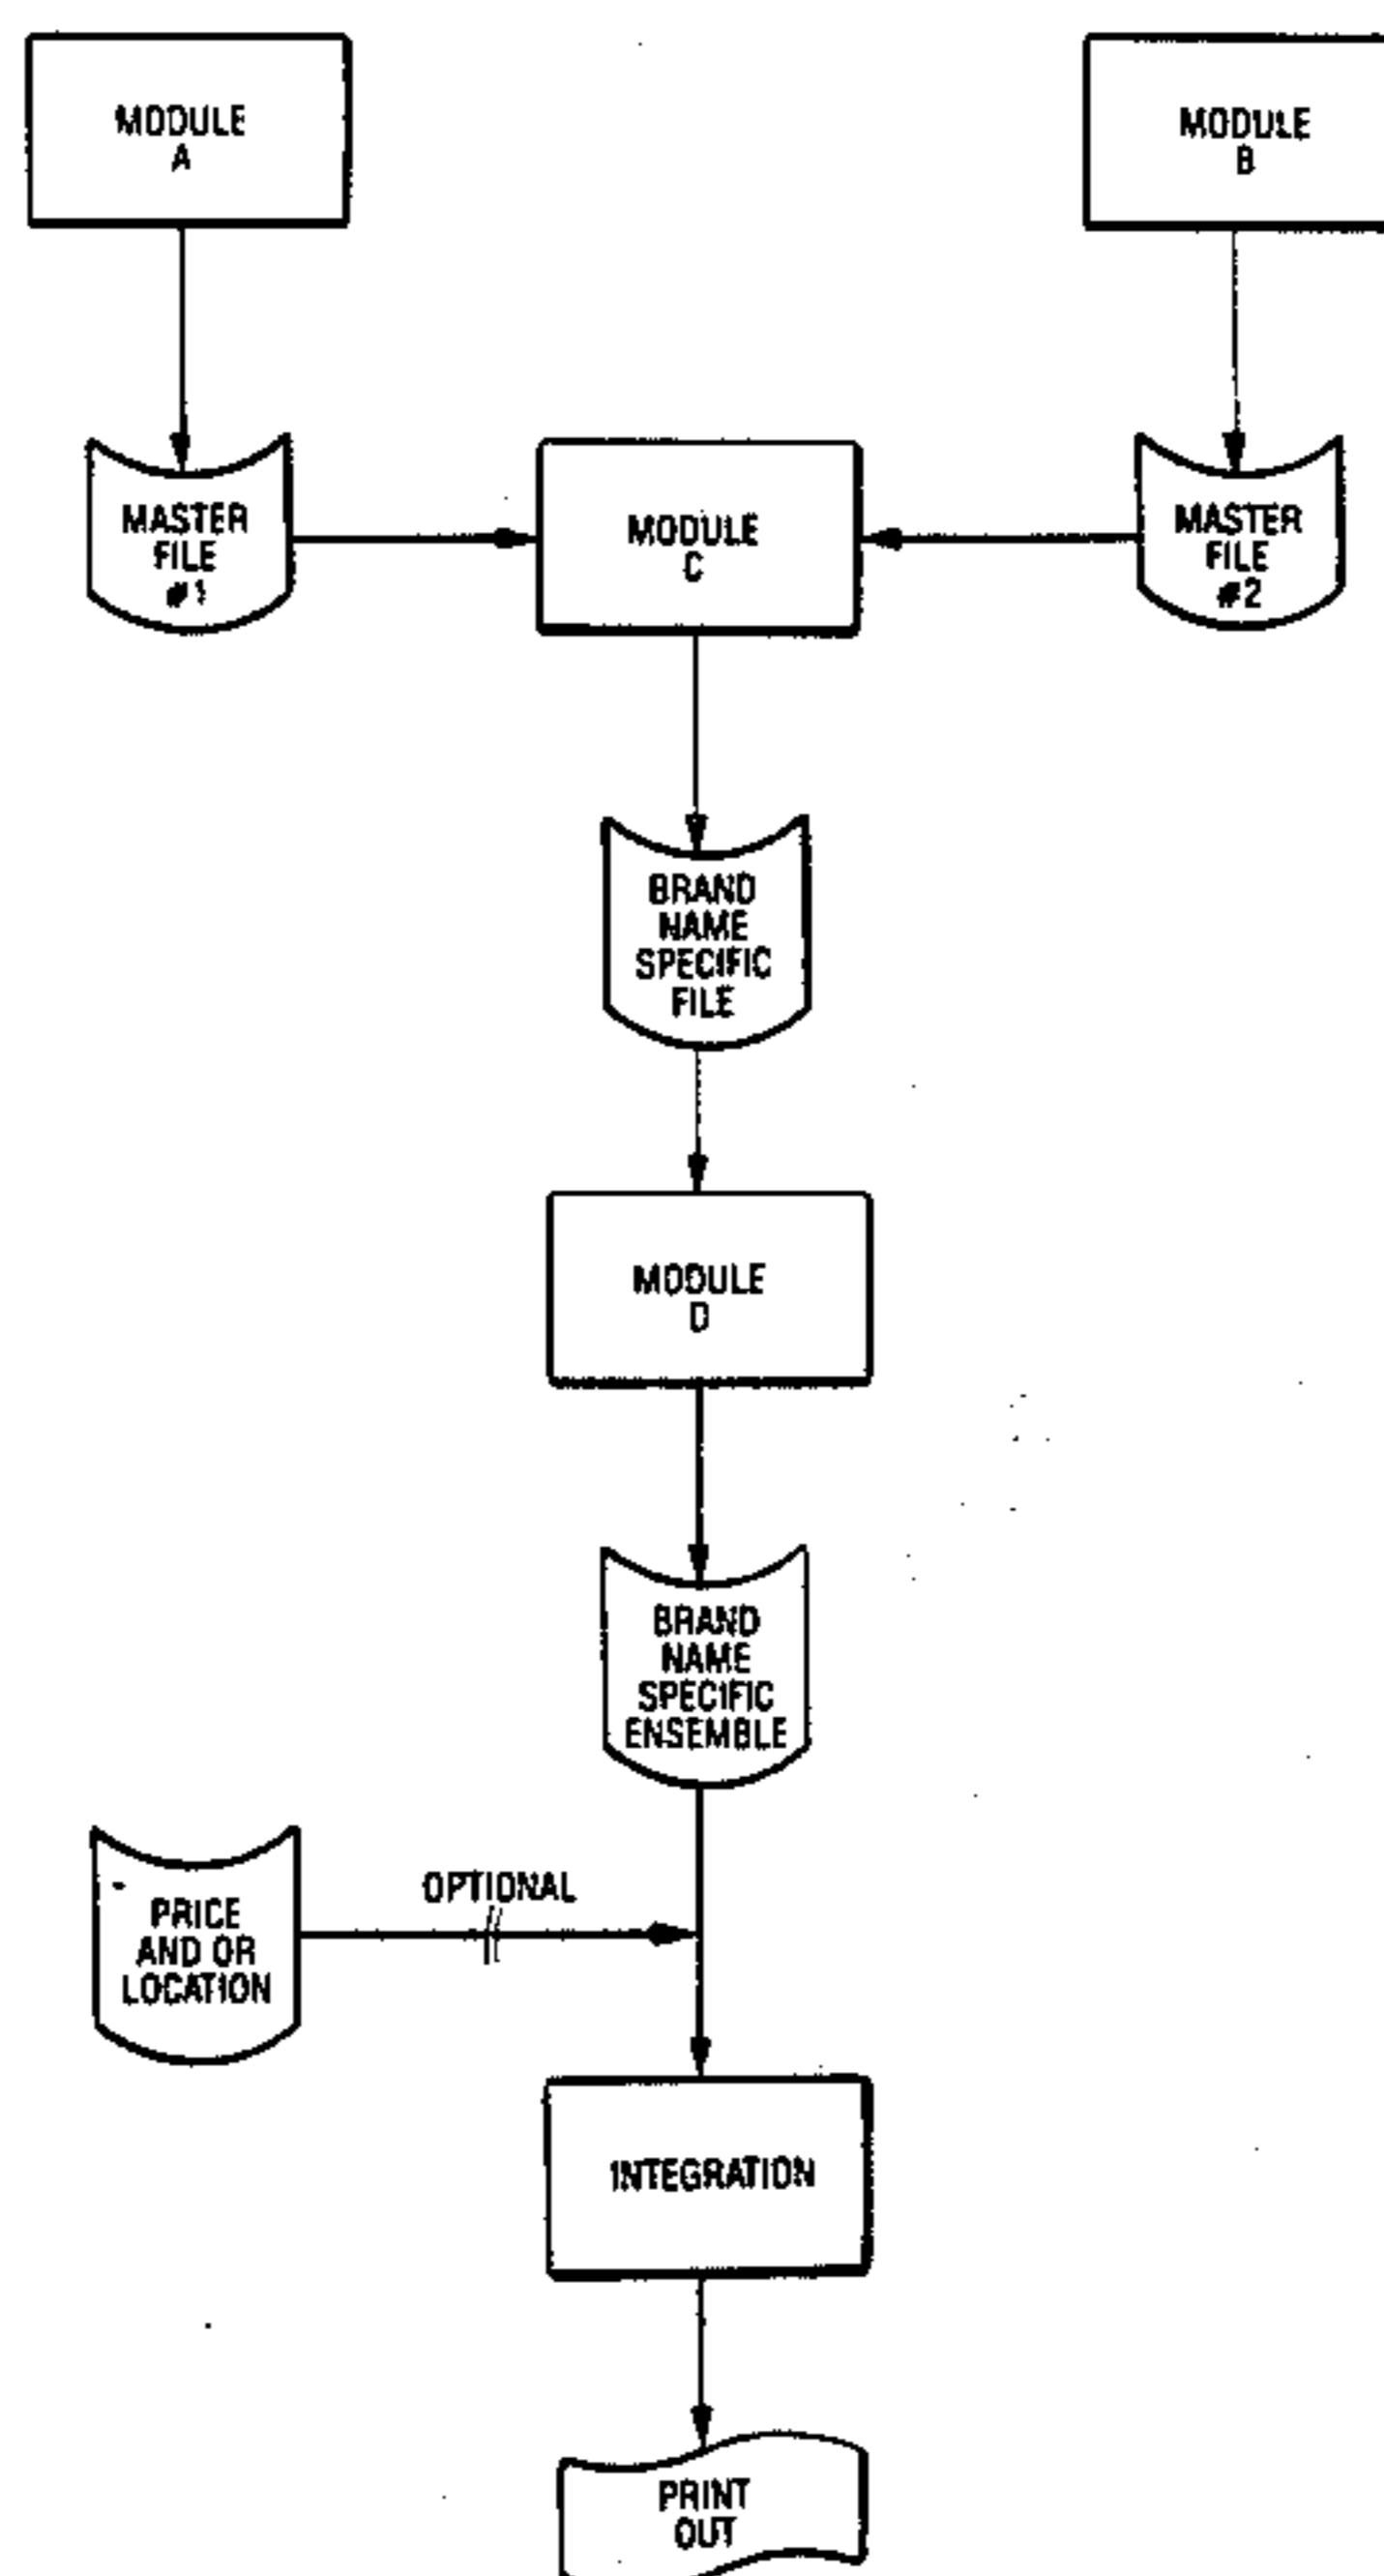 MODULE
A
MODULE
B
MASTER
FILE
#1
MODULE
C
MASTER
FILE
#2
BRAND
NAME
SPECIFIC
FILE
MODULE
D
BRAND
NAME
SPECIFIC
ENSEMBLE
OPTIONAL
PRICE
AND OR
LOCATION
INTEGRATION
PRINT
OUT